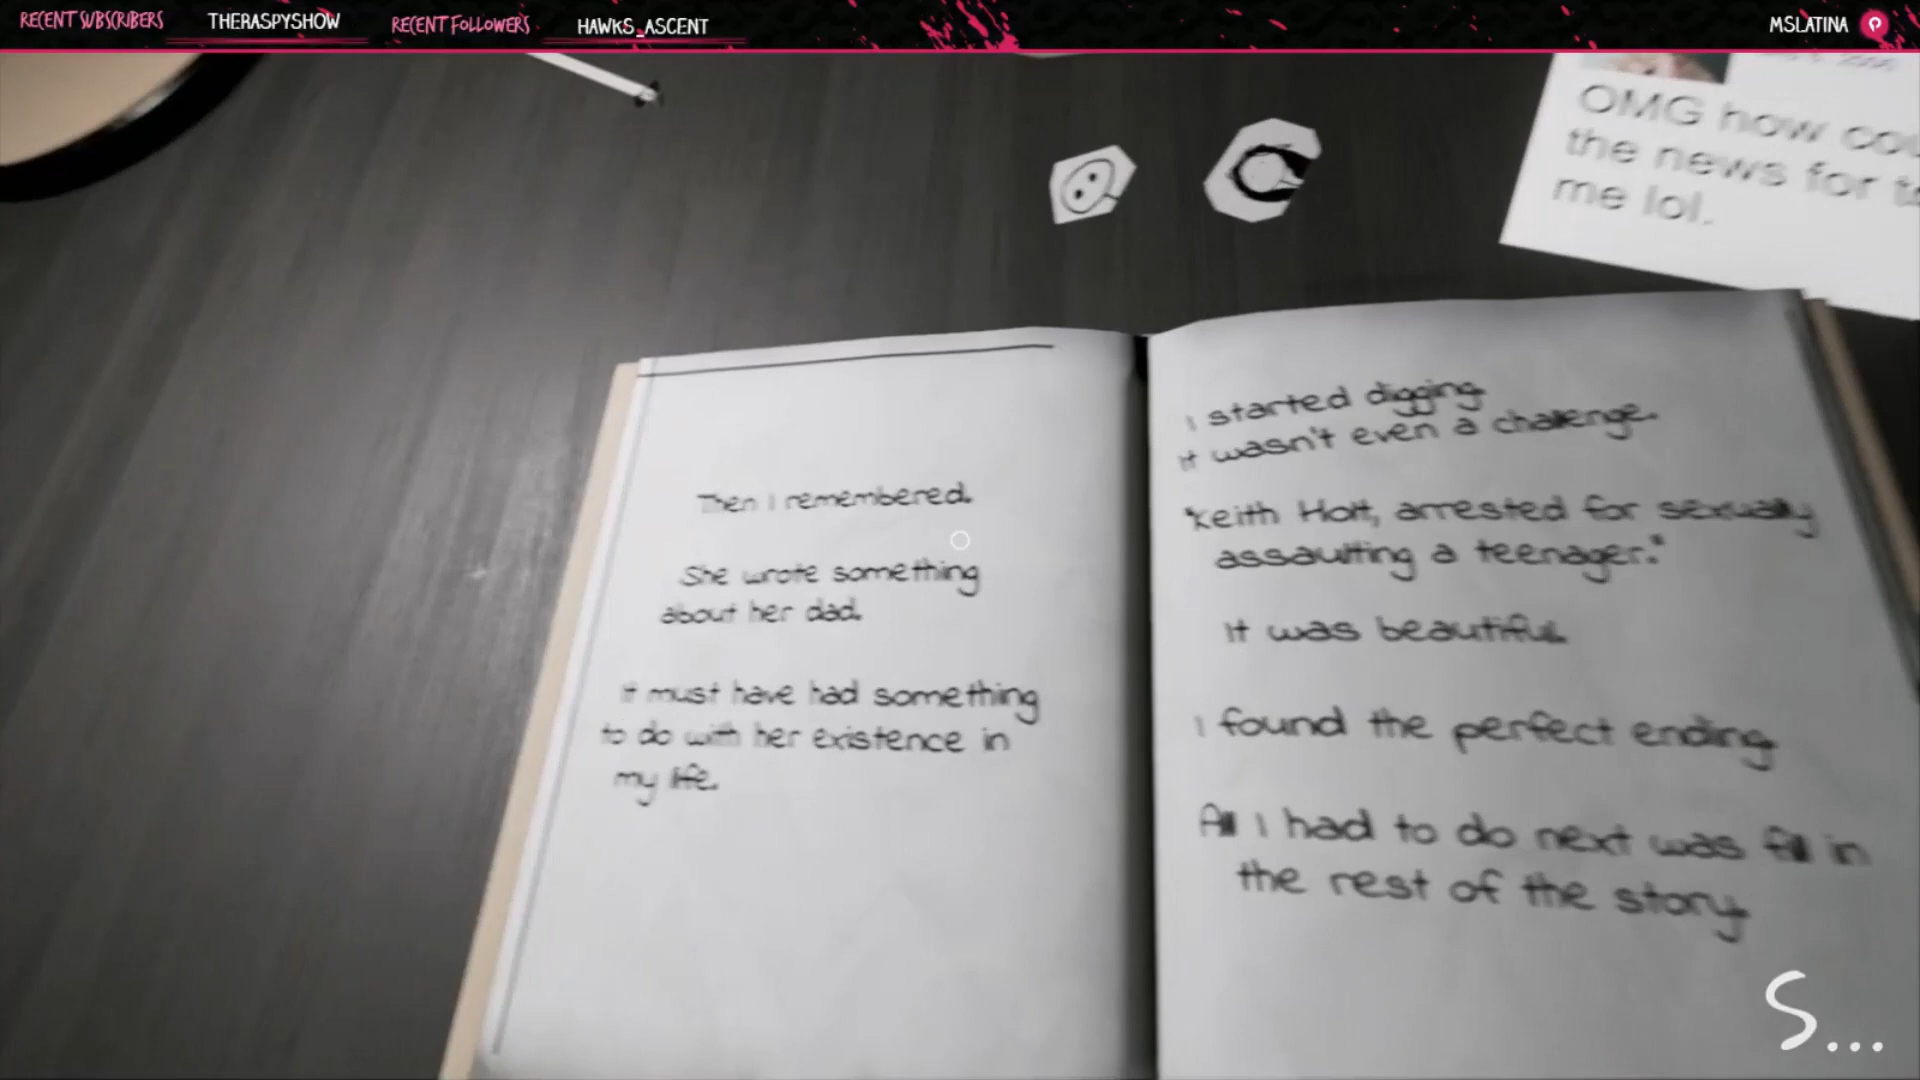 RECENT SUBSCRIBERS THERASPYSHOW RECENT FOLLOWERS HAWKS_ASCENT MSLATINA
OMG how
the news for
me lol.
Then I remembered.
She wrote something
about her dad.
It must have had something
to do with her existence in
my life.
I started digging.
It wasn't even a challenge.
"Keith Holt, arrested for sexually
assaulting a teenager."
It was beautiful.
I found the perfect ending.
All I had to do next was fill in
the rest of the story.
S...